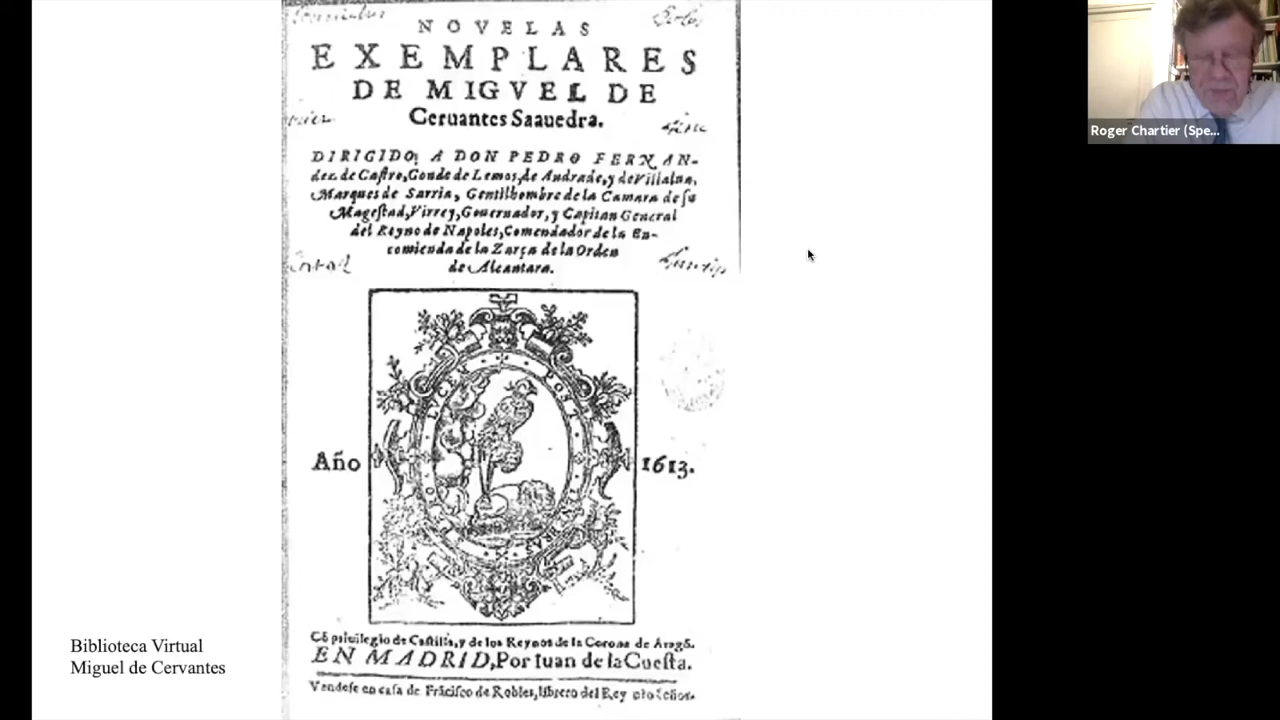 NOVELAS
EXEMPLARES
DE MIGVEL DE
Ceruantes Saauedra.
DIRIGIDO A DON PEDRO FERNAN-
dez de Castro, Conde de Lemos, de Andrade, y de Villalua,
Marques de Sarria, Gentilhombre de la Camara de su
Magestad, Virrey, Gouernador, y Capitan General
del Reyno de Napoles, Comendador de la En-
comienda de la Zarça de la Orden
de Alcantara.
POST
Año
1613.
Cõ priuilegio de Castilla, y de los Reynos de la Corona de Aragõ.
EN MADRID, Por Iuan de la Cuesta.
Vendese en casa de Frãcisco de Robles, librero del Rey nro señor.
Biblioteca Virtual
Miguel de Cervantes
Roger Chartier (Spe...